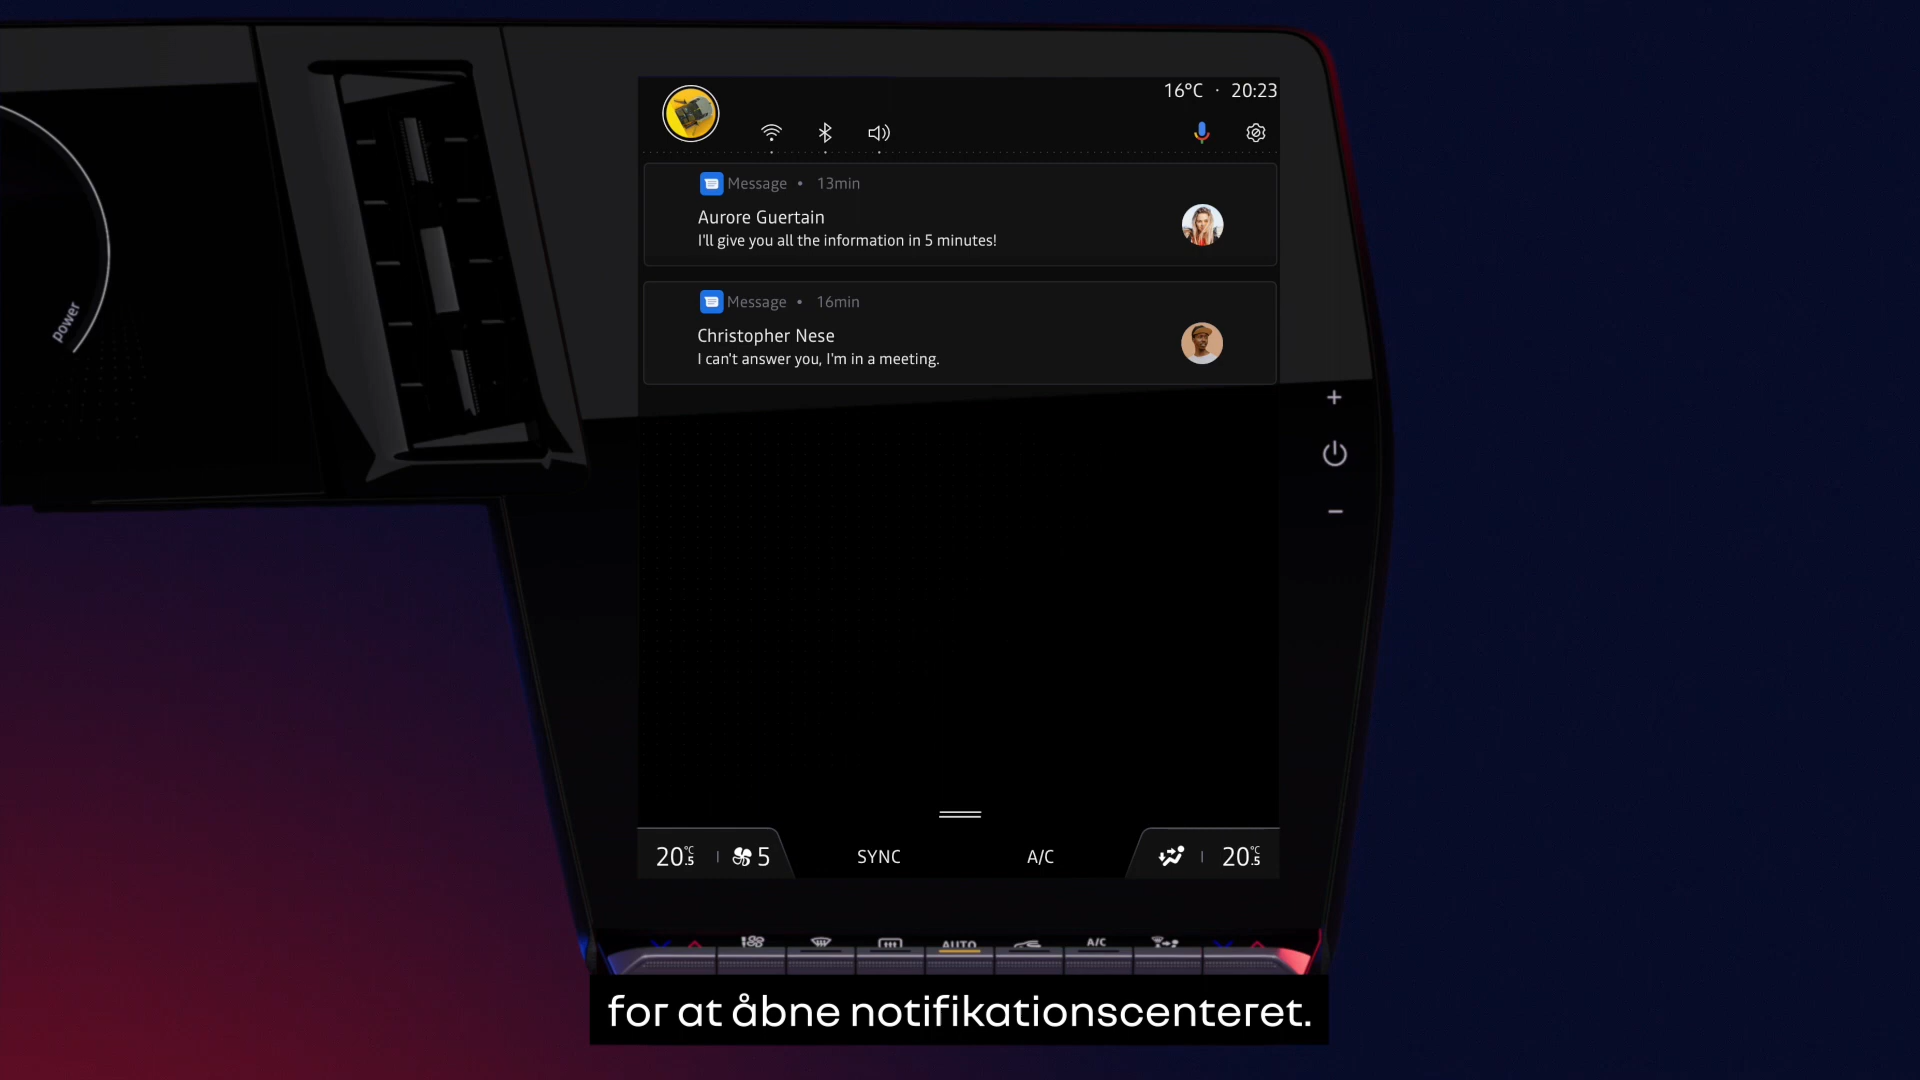 16°C · 20:23
Message • 13min
Aurore Guertain
I'll give you all the information in 5 minutes!
Message • 16min
Christopher Nese
I can't answer you, I'm in a meeting.
power
+
−
20.5°C | 5 SYNC A/C | 20.5°C
AUTO A/C
for at åbne notifikationscenteret.